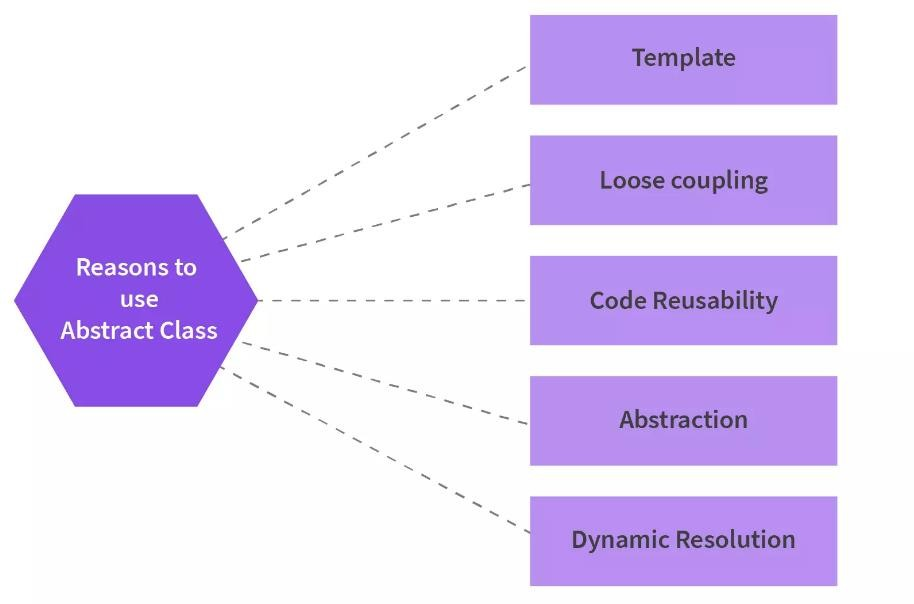 Template
Loose coupling
Reasons to
use
Abstract Class
Code Reusability
Abstraction
Dynamic Resolution